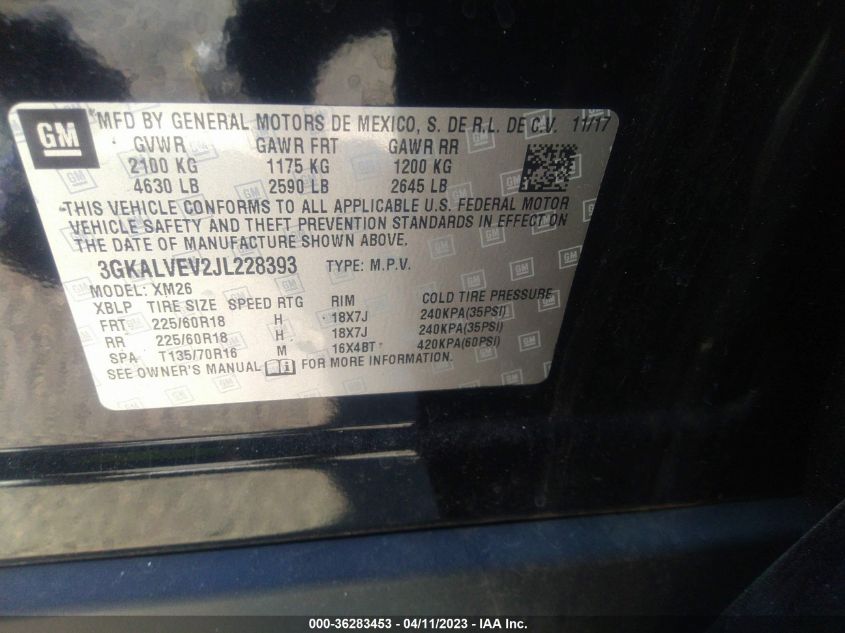 GM MFD BY GENERAL MOTORS DE MEXICO, S. DE R.L. DE C.V. 11/17
GVWR GAWR FRT GAWR RR
2100 KG 1175 KG 1200 KG
4630 LB 2590 LB 2645 LB
THIS VEHICLE CONFORMS TO ALL APPLICABLE U.S. FEDERAL MOTOR
VEHICLE SAFETY AND THEFT PREVENTION STANDARDS IN EFFECT ON
THE DATE OF MANUFACTURE SHOWN ABOVE.
3GKALVEV2JL228393 TYPE: M.P.V.
MODEL: XM26
XBLP TIRE SIZE SPEED RTG RIM COLD TIRE PRESSURE
FRT 225/60R18 H 18X7J 240KPA(35PSI)
RR 225/60R18 H 18X7J 240KPA(35PSI)
SPA T135/70R16 M 16X4BT 420KPA(60PSI)
SEE OWNER'S MANUAL FOR MORE INFORMATION.
000-36283453 - 04/11/2023 - IAA Inc.